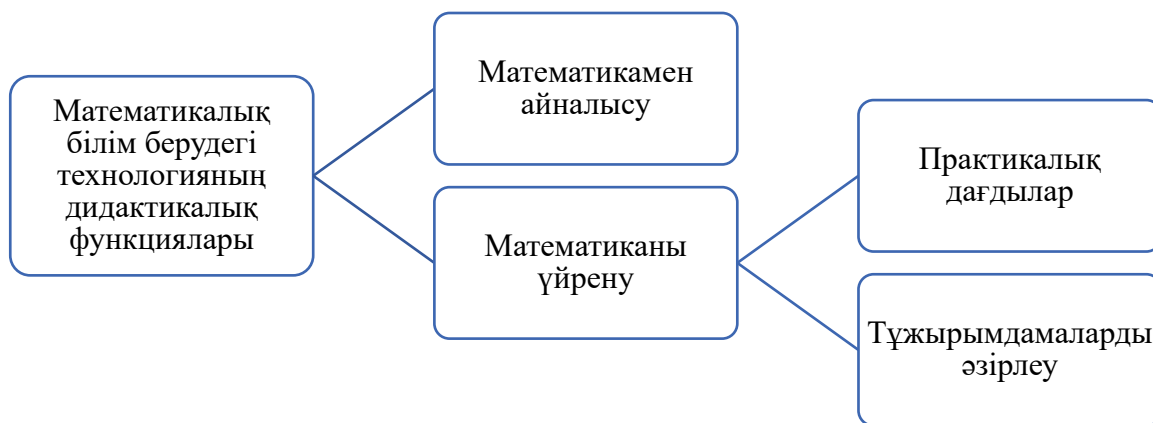 Математикалық
білім берудегі
технологияның
дидактикалық
функциялары
Математикамен
айналысу
Математиканы
үйрену
Практикалық
дағдылар
Тұжырымдамаларды
әзірлеу